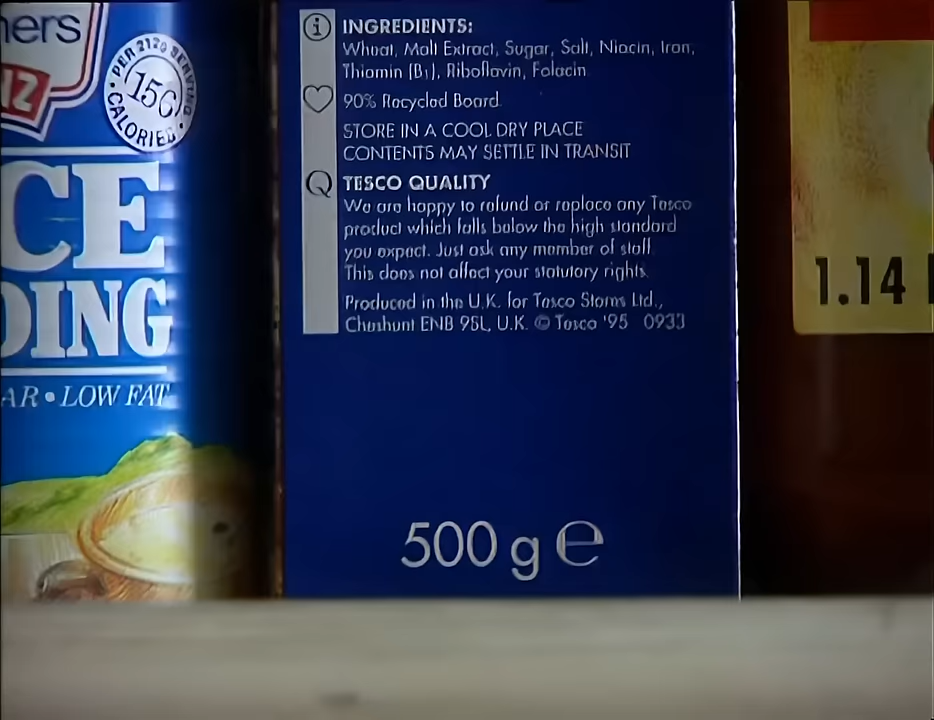 ners
NZ
PER 212g SERVING
156
CALORIES
CE
DING
AR • LOW FAT
INGREDIENTS:
Wheat, Malt Extract, Sugar, Salt, Niacin, Iron,
Thiamin (B1), Riboflavin, Folacin
90% Recycled Board
STORE IN A COOL DRY PLACE
CONTENTS MAY SETTLE IN TRANSIT
Q TESCO QUALITY
We are happy to refund or replace any Tesco
product which falls below the high standard
you expect. Just ask any member of staff.
This does not affect your statutory rights.
Produced in the U.K. for Tesco Stores Ltd.,
Cheshunt EN8 9SL, U.K. © Tesco '95 0933
500 g e
1.14